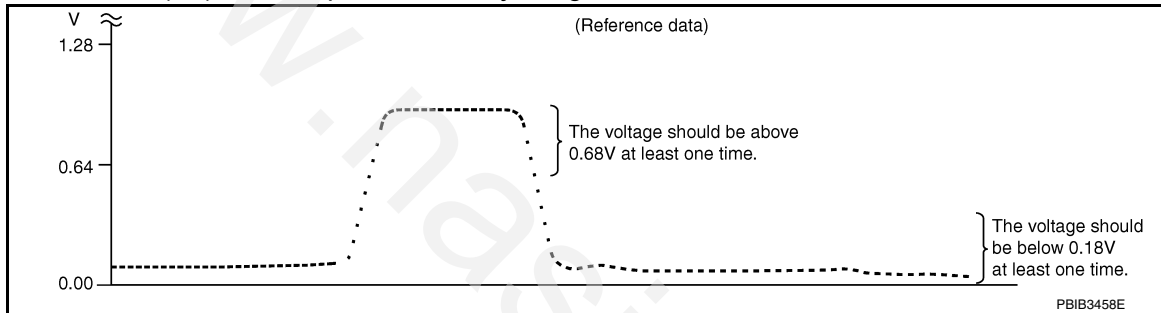 V
(Reference data)
1.28
The voltage should be above
0.68V at least one time.
0.64
The voltage should
be below 0.18V
at least one time.
0.00
PBIB3458E